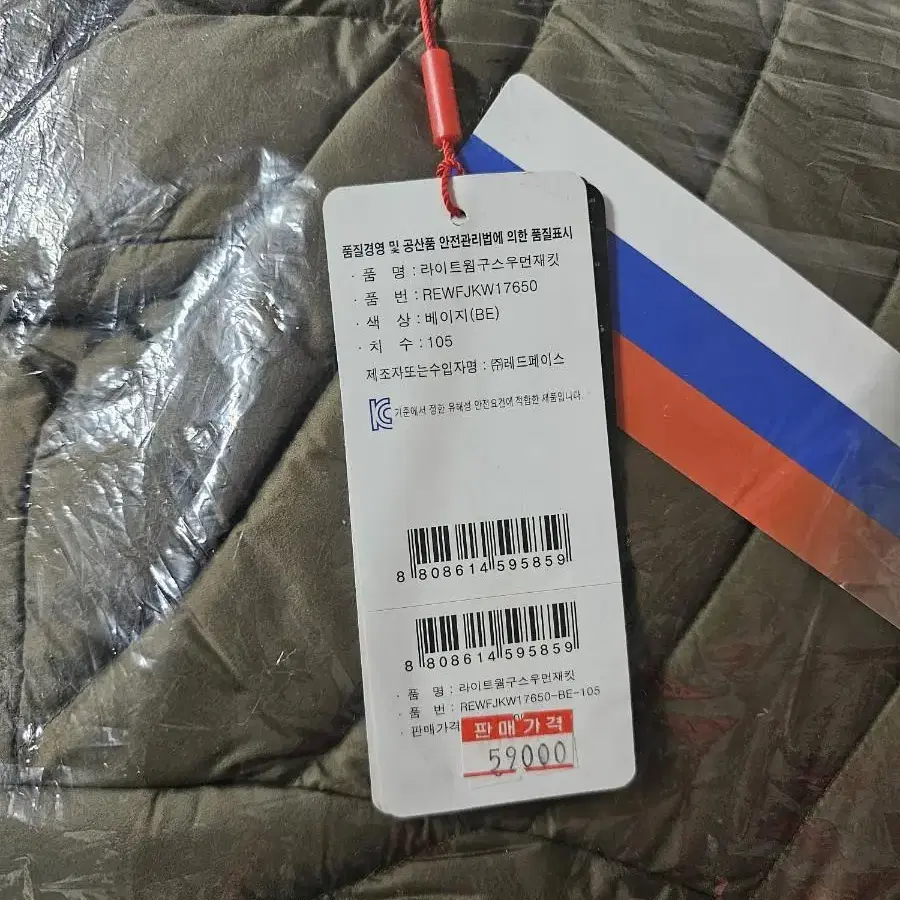 품질경영 및 공산품 안전관리법에 의한 품질표시
· 품 명 : 라이트웜구스우먼재킷
· 품 번 : REWFJKW17650
· 색 상 : 베이지(BE)
· 치 수 : 105
제조자또는수입자명 : ㈜레드페이스
KC 기준에서 정한 유해성 안전요건에 적합한 제품입니다.
8 808614 595859
8 808614 595859
· 품 명 : 라이트웜구스우먼재킷
· 품 번 : REWFJKW17650-BE-105
· 판매가격
판매가격
59000